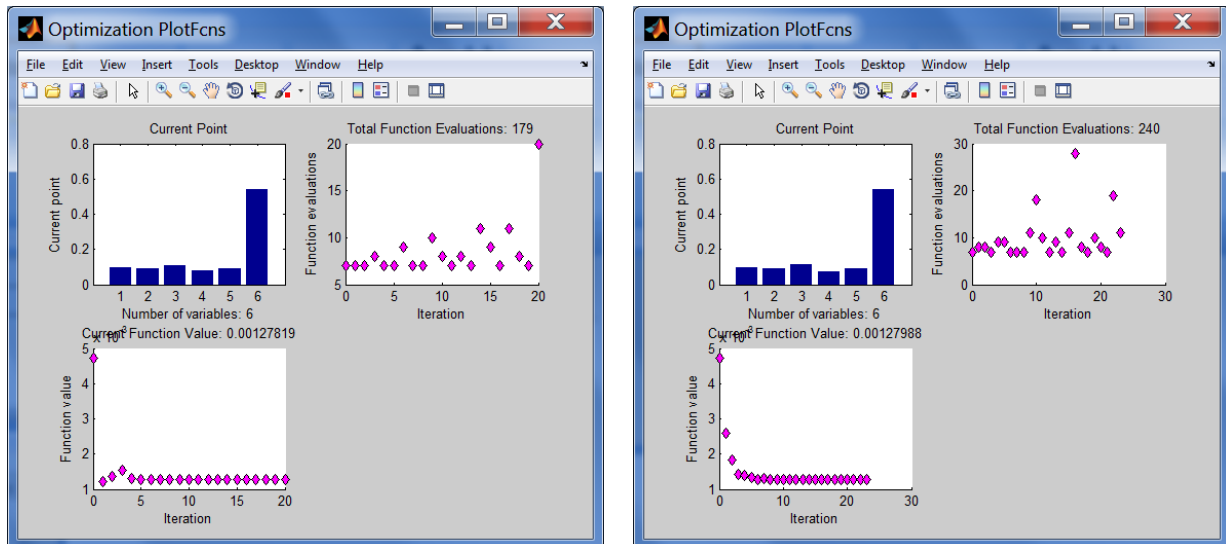 Optimization PlotFcns
File Edit View Insert Tools Desktop Window Help
Current Point
Current point
0.8
0.6
0.4
0.2
0
1 2 3 4 5 6
Number of variables: 6
Total Function Evaluations: 179
Function evaluations
20
15
10
5
0 5 10 15 20
Iteration
Current Function Value: 0.00127819
x 10^-3
Function value
5
4
3
2
1
0 5 10 15 20
Iteration
Optimization PlotFcns
File Edit View Insert Tools Desktop Window Help
Current Point
Current point
0.8
0.6
0.4
0.2
0
1 2 3 4 5 6
Number of variables: 6
Total Function Evaluations: 240
Function evaluations
30
20
10
0
0 10 20 30
Iteration
Current Function Value: 0.00127988
x 10^-3
Function value
5
4
3
2
1
0 10 20 30
Iteration